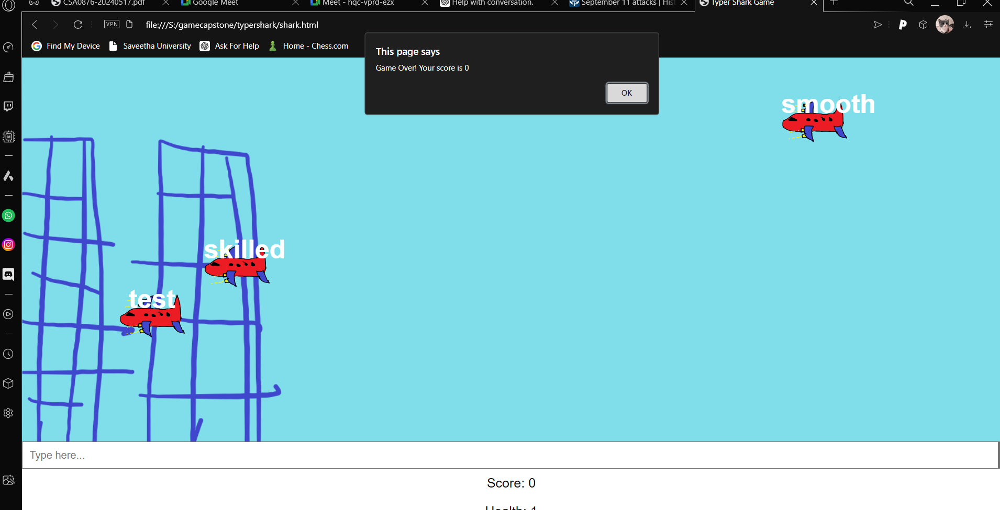 CSA0876-20240517.pdf
Google Meet
Meet - hqc-vprd-ezx
Help with conversation.
September 11 attacks | His
Typer Shark Game
VPN
file:///S:/gamecapstone/typershark/shark.html
Find My Device
Saveetha University
Ask For Help
Home - Chess.com
This page says
Game Over! Your score is 0
OK
smooth
skilled
test
Type here...
Score: 0
Health: 1